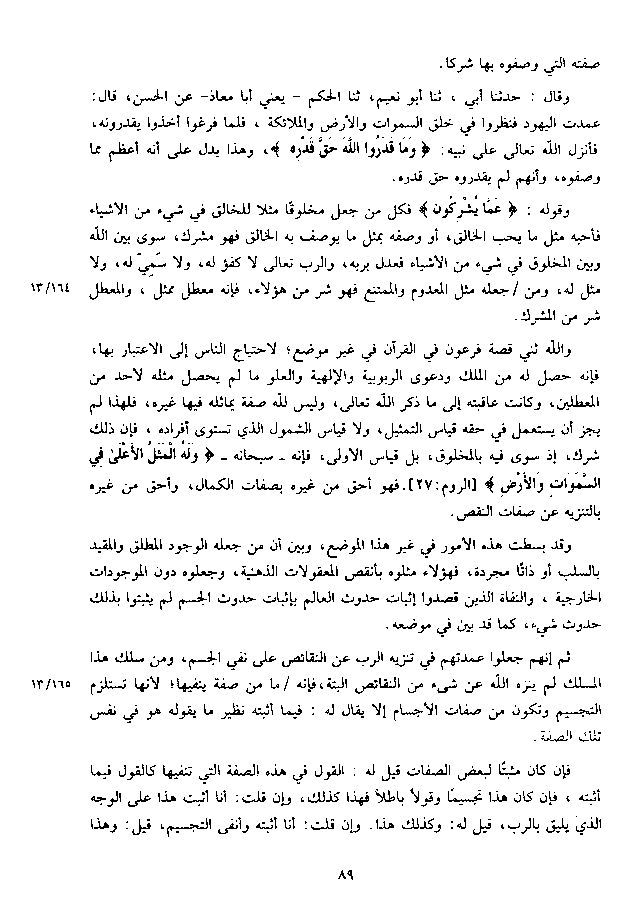 صفته التي وصفوه بها شركا.
وقال : حدثنا أبي ، ثنا أبو نعيم، ثنا الحكم - يعني أبا معاذ- عن الحسن، قال:
عمدت اليهود فنظروا في خلق السموات والأرض والملائكة ، فلما فرغوا أخذوا يقدرونه،
فأنزل الله تعالى على نبيه: ﴿ وَمَا قَدَرُوا اللَّهَ حَقَّ قَدْرِهِ ﴾، وهذا يدل على أنه أعظم مما
وصفوه، وأنهم لم يقدروه حق قدره.
وقوله : ﴿ عَمَّا يُشْرِكُون ﴾ فكل من جعل مخلوقًا مثلا للخالق في شيء من الأشياء
فأحبه مثل ما يحب الخالق، أو وصفه بمثل ما يوصف به الخالق فهو مشرك، سوى بين الله
وبين المخلوق في شيء من الأشياء فعدل بربه، والرب تعالى لا كفؤ له، ولا سَمِيّ له، ولا
مثل له، ومن / جعله مثل المعدوم والممتنع فهو شر من هؤلاء، فإنه معطل ممثل ، والمعطل ١٣/١٦٤
شر من المشرك.
والله ثني قصة فرعون في القرآن في غير موضع؛ لاحتياج الناس إلى الاعتبار بها،
فإنه حصل له من الملك ودعوى الربوبية والإلهية والعلو ما لم يحصل مثله لأحد من
المعطلين، وكانت عاقبته إلى ما ذكر الله تعالى، وليس لله صفة يماثله فيها غيره، فلهذا لم
يجز أن يستعمل في حقه قياس التمثيل، ولا قياس الشمول الذي تستوى أفراده ، فإن ذلك
شرك، إذ سوى فيه بالمخلوق، بل قياس الأولى، فإنه ـ سبحانه ـ ﴿ وَلَهُ الْمَثَلُ الأَعْلَىٰ فِي
السَّمَوَاتِ وَالأَرْضِ ﴾ [الروم:٢٧].فهو أحق من غيره بصفات الكمال، وأحق من غيره
بالتنزيه عن صفات النقص.
وقد بسطت هذه الأمور في غير هذا الموضع، وبين أن من جعله الوجود المطلق والمقيد
بالسلب أو ذاتًا مجردة، فهؤلاء مثلوه بأنقص المعقولات الذهنية، وجعلوه دون الموجودات
الخارجية ، والنفاة الذين قصدوا إثبات حدوث العالم بإثبات حدوث الجسم لم يثبتوا بذلك
حدوث شيء، كما قد بين في موضعه.
ثم إنهم جعلوا عمدتهم في تنزيه الرب عن النقائص على نفي الجسم، ومن سلك هذا
المسلك لم ينزه الله عن شيء من النقائص البتة،فإنه / ما من صفة ينفيها؛ لأنها تستلزم ١٣/١٦٥
التجسيم وتكون من صفات الأجسام إلا يقال له : فيما أثبته نظير ما يقوله هو في نفس
تلك الصفة.
فإن كان مثبتًا لبعض الصفات قيل له : القول في هذه الصفة التي تنفيها كالقول فيما
أثبته ، فإن كان هذا تجسيمًا وقولاً باطلاً فهذا كذلك، وإن قلت: أنا أثبت هذا على الوجه
الذي يليق بالرب، قيل له: وكذلك هذا. وإن قلت: أنا أثبته وأنفى التجسيم، قيل: وهذا
٨٩